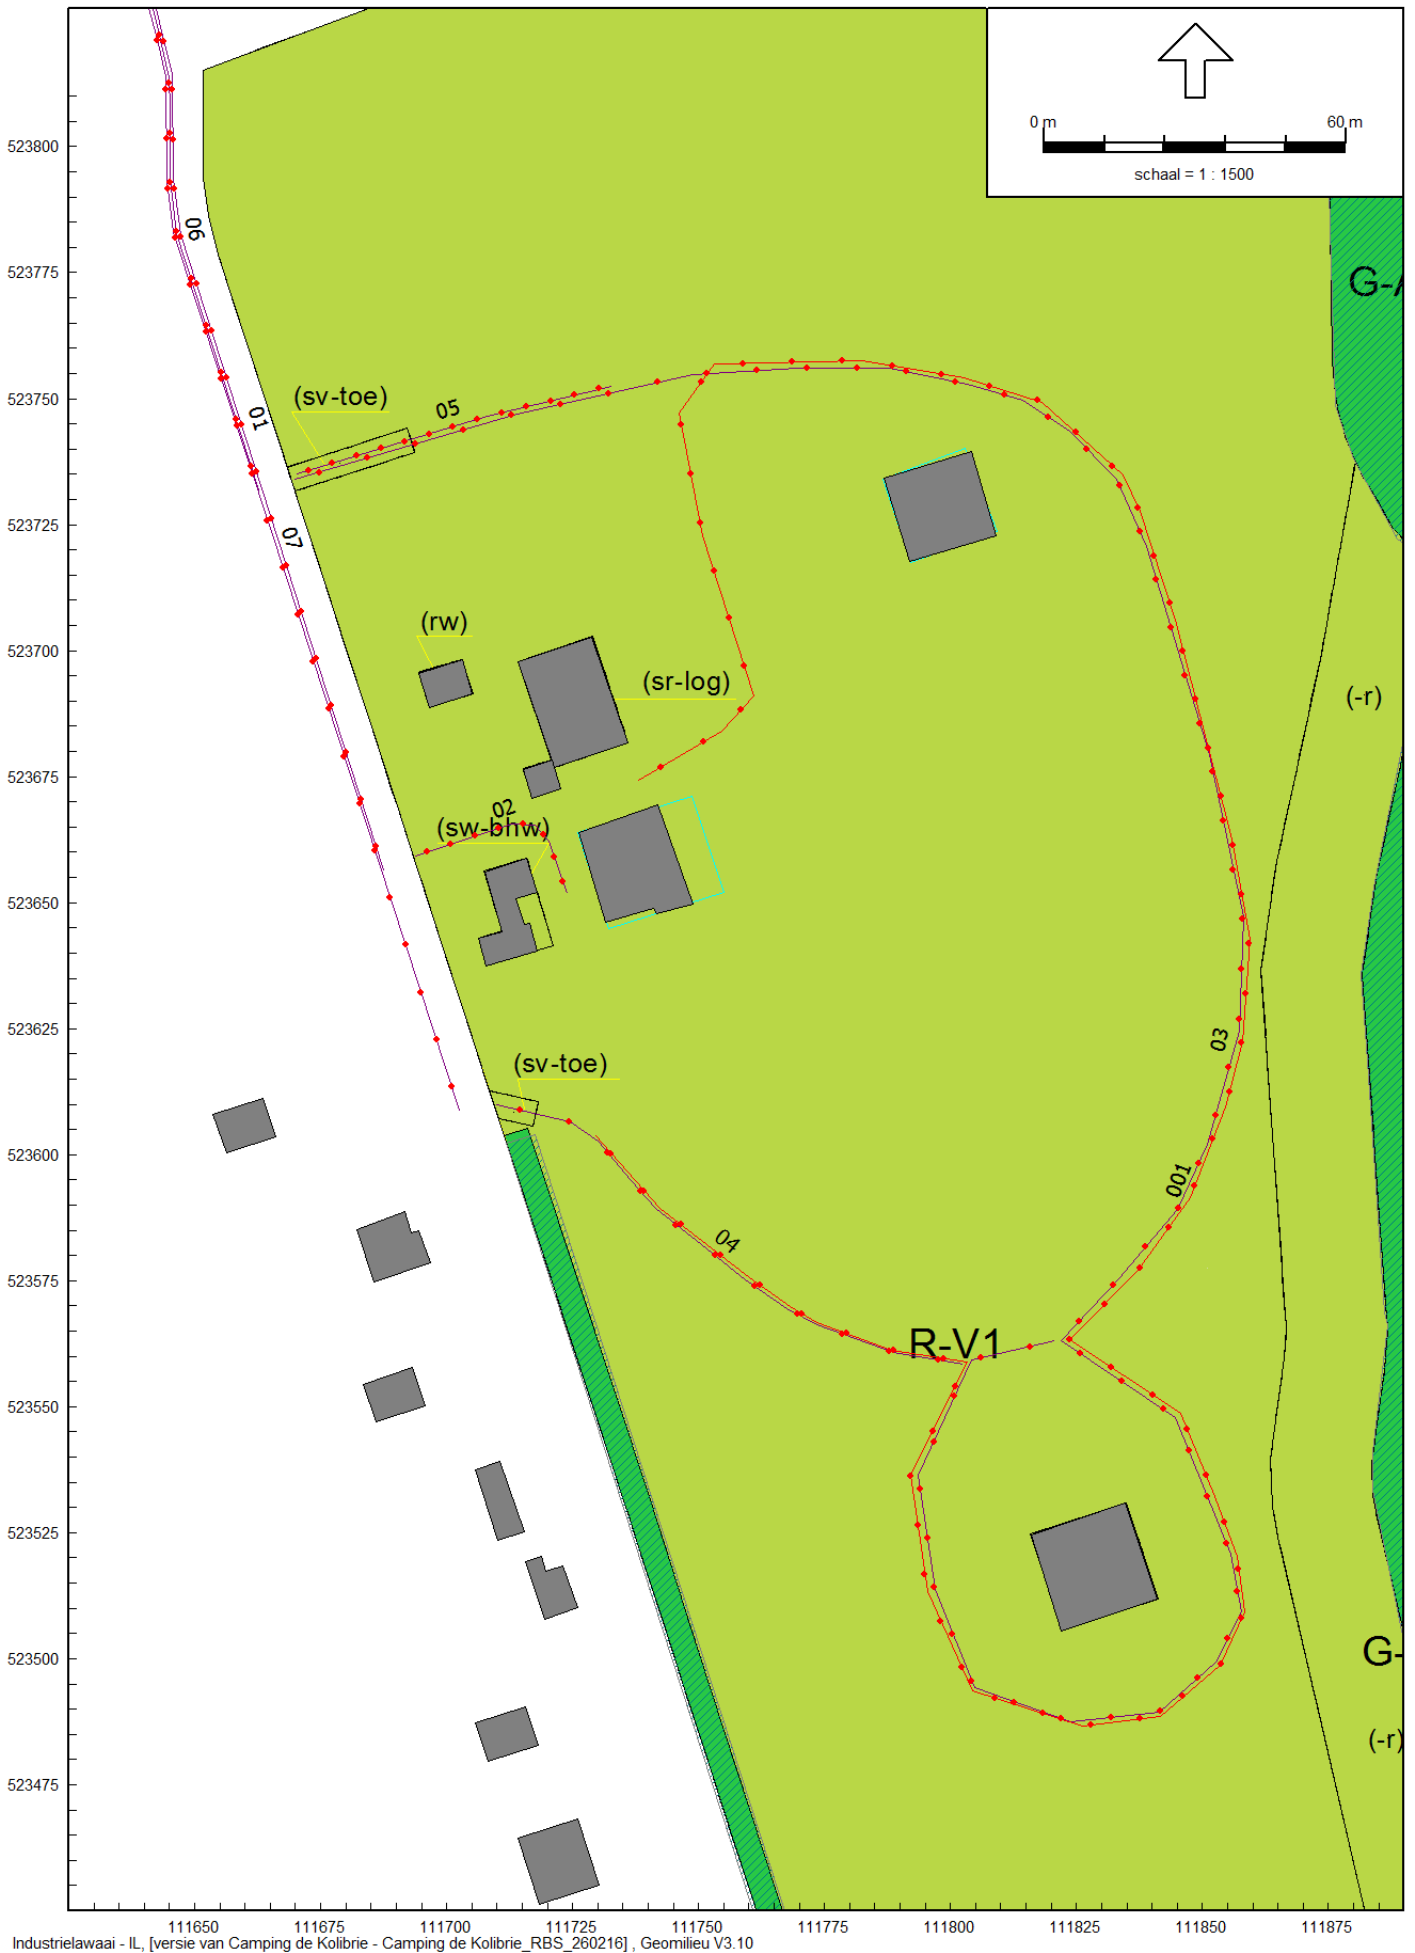 0 m 60 m
schaal = 1 : 1500
523800
06
523775
G-
523750
(sv-toe)
05
01
523725
07
523700
(rw)
(sr-log)
(-r)
523675
02
(sw-bhw)
523650
523625
03
(sv-toe)
523600
001
04
523575
R-V1
523550
523525
523500
G-
(-r)
523475
111650 111675 111700 111725 111750 111775 111800 111825 111850 111875
Industrielawaai - IL, [versie van Camping de Kolibrie - Camping de Kolibrie_RBS_260216] , Geomilieu V3.10